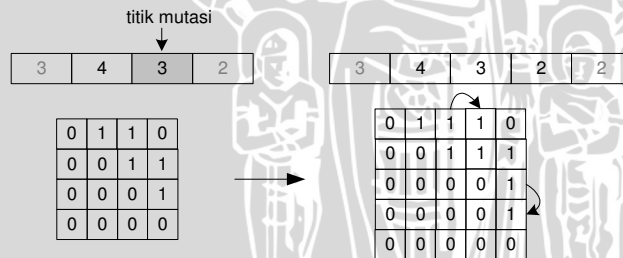 titik mutasi
3 4 3 2
3 4 3 2 2
0 1 1 0
0 0 1 1
0 0 0 1
0 0 0 0
0 1 1 1 0
0 0 1 1 1
0 0 0 0 1
0 0 0 0 1
0 0 0 0 0